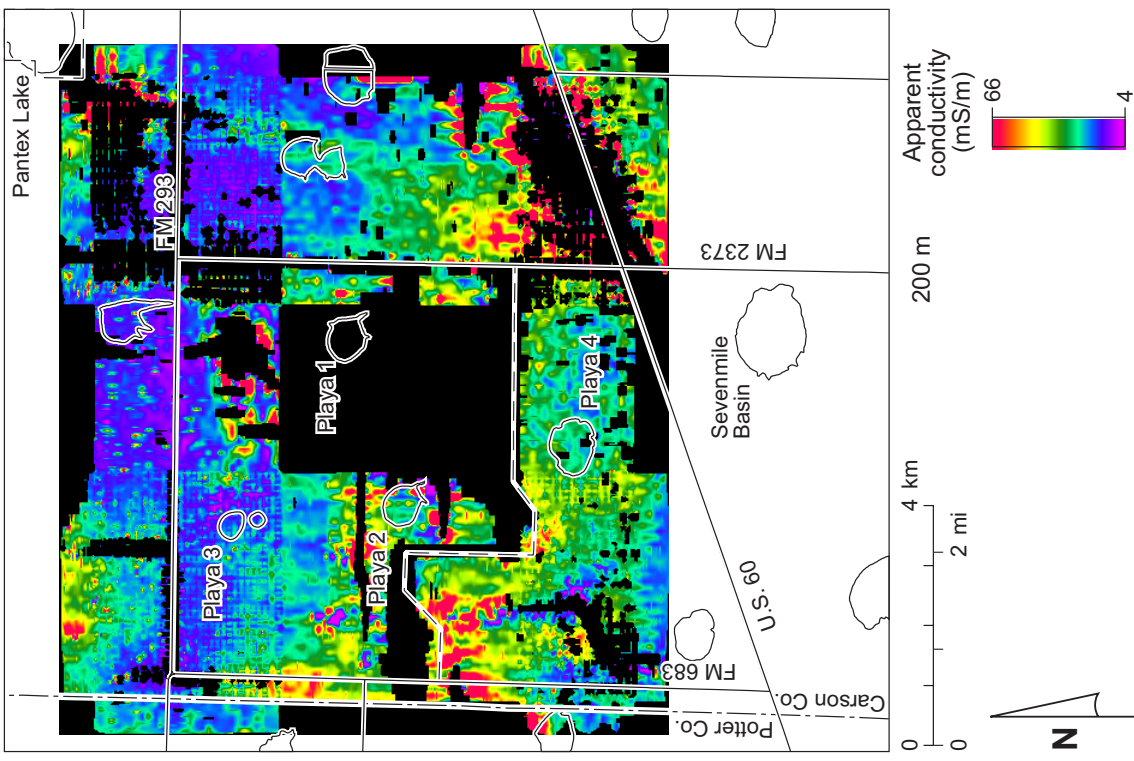 Pantex Lake
FM 293
FM 2373
Playa 1
Playa 2
Playa 3
Playa 4
Sevenmile
Basin
U.S. 60
FM 683
Carson Co.
Potter Co.
Apparent
conductivity
(mS/m)
66
4
200 m
0
4 km
0
2 mi
N